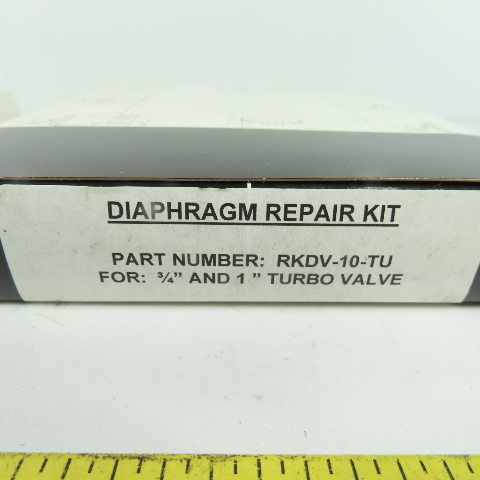 DIAPHRAGM REPAIR KIT
PART NUMBER: RKDV-10-TU
FOR: ¾" AND 1 " TURBO VALVE